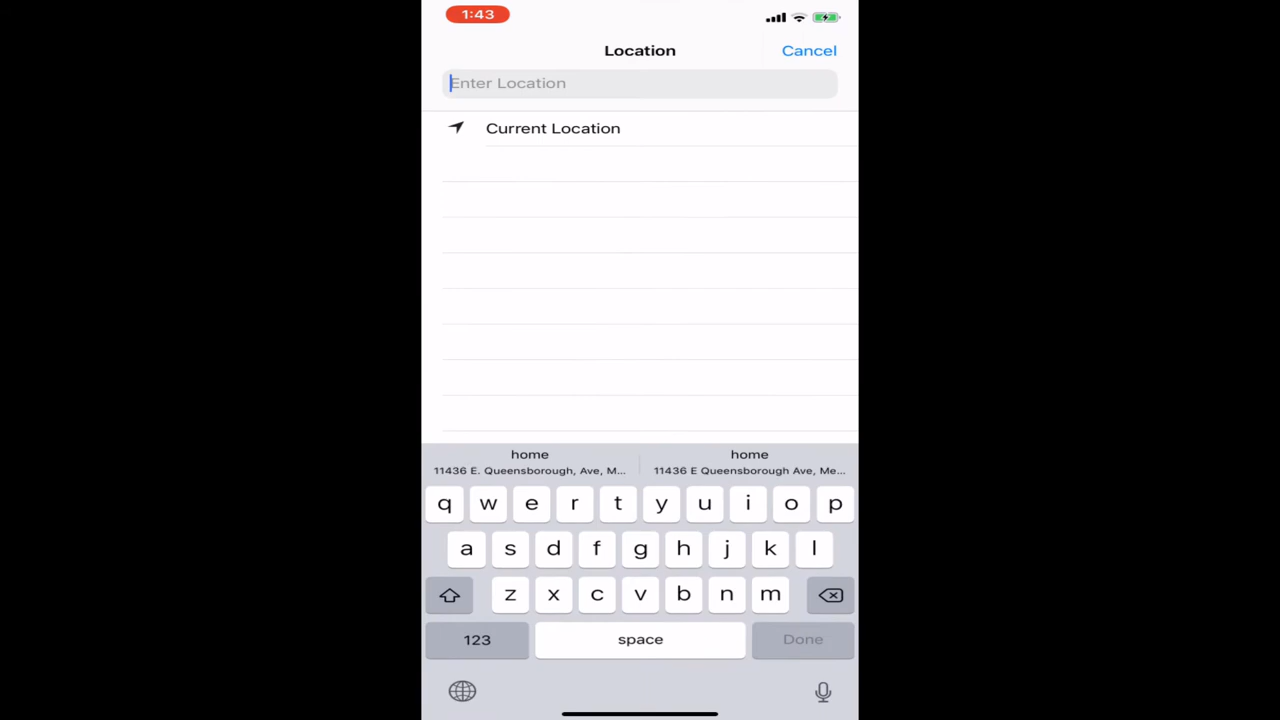 1:43
Location
Cancel
Enter Location
Current Location
home
11436 E. Queensborough, Ave, M...
home
11436 E Queensborough Ave, Me...
q w e r t y u i o p
a s d f g h j k l
z x c v b n m
123 space Done